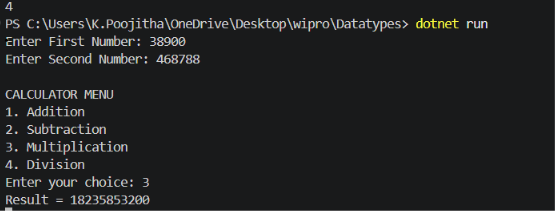 4
PS C:\Users\K.Poojitha\OneDrive\Desktop\wipro\Datatypes> dotnet run
Enter First Number: 38900
Enter Second Number: 468788
CALCULATOR MENU
1. Addition
2. Subtraction
3. Multiplication
4. Division
Enter your choice: 3
Result = 18235853200